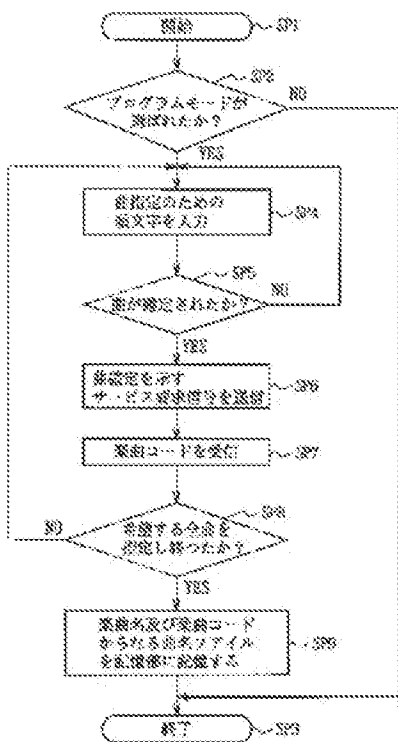 開始
SP1
SP2
プログラムモードが
選ばれたか？
NO
YES
曲指定のための
頭文字を入力
SP4
SP5
曲が確定されたか？
NO
YES
曲確定を示す
サービス要求信号を送信
SP6
楽曲コードを受信
SP7
SP8
NO
希望する全曲を
指定し終つたか？
YES
楽曲名及び楽曲コード
からなる曲名ファイル
を記憶部に記憶する
SP9
終了
SP3